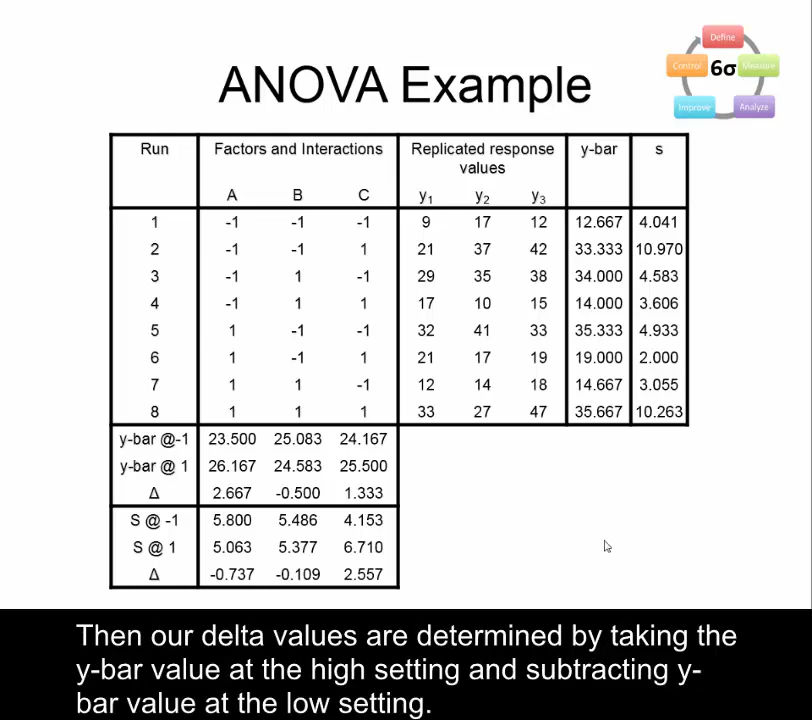 Define
Control 6σ Measure
Improve Analyze
ANOVA Example
Run Factors and Interactions Replicated response y-bar s
values
A B C y₁ y₂ y₃
1 -1 -1 -1 9 17 12 12.667 4.041
2 -1 -1 1 21 37 42 33.333 10.970
3 -1 1 -1 29 35 38 34.000 4.583
4 -1 1 1 17 10 15 14.000 3.606
5 1 -1 -1 32 41 33 35.333 4.933
6 1 -1 1 21 17 19 19.000 2.000
7 1 1 -1 12 14 18 14.667 3.055
8 1 1 1 33 27 47 35.667 10.263
y-bar @-1 23.500 25.083 24.167
y-bar @ 1 26.167 24.583 25.500
Δ 2.667 -0.500 1.333
S @ -1 5.800 5.486 4.153
S @ 1 5.063 5.377 6.710
Δ -0.737 -0.109 2.557
Then our delta values are determined by taking the
y-bar value at the high setting and subtracting y-
bar value at the low setting.